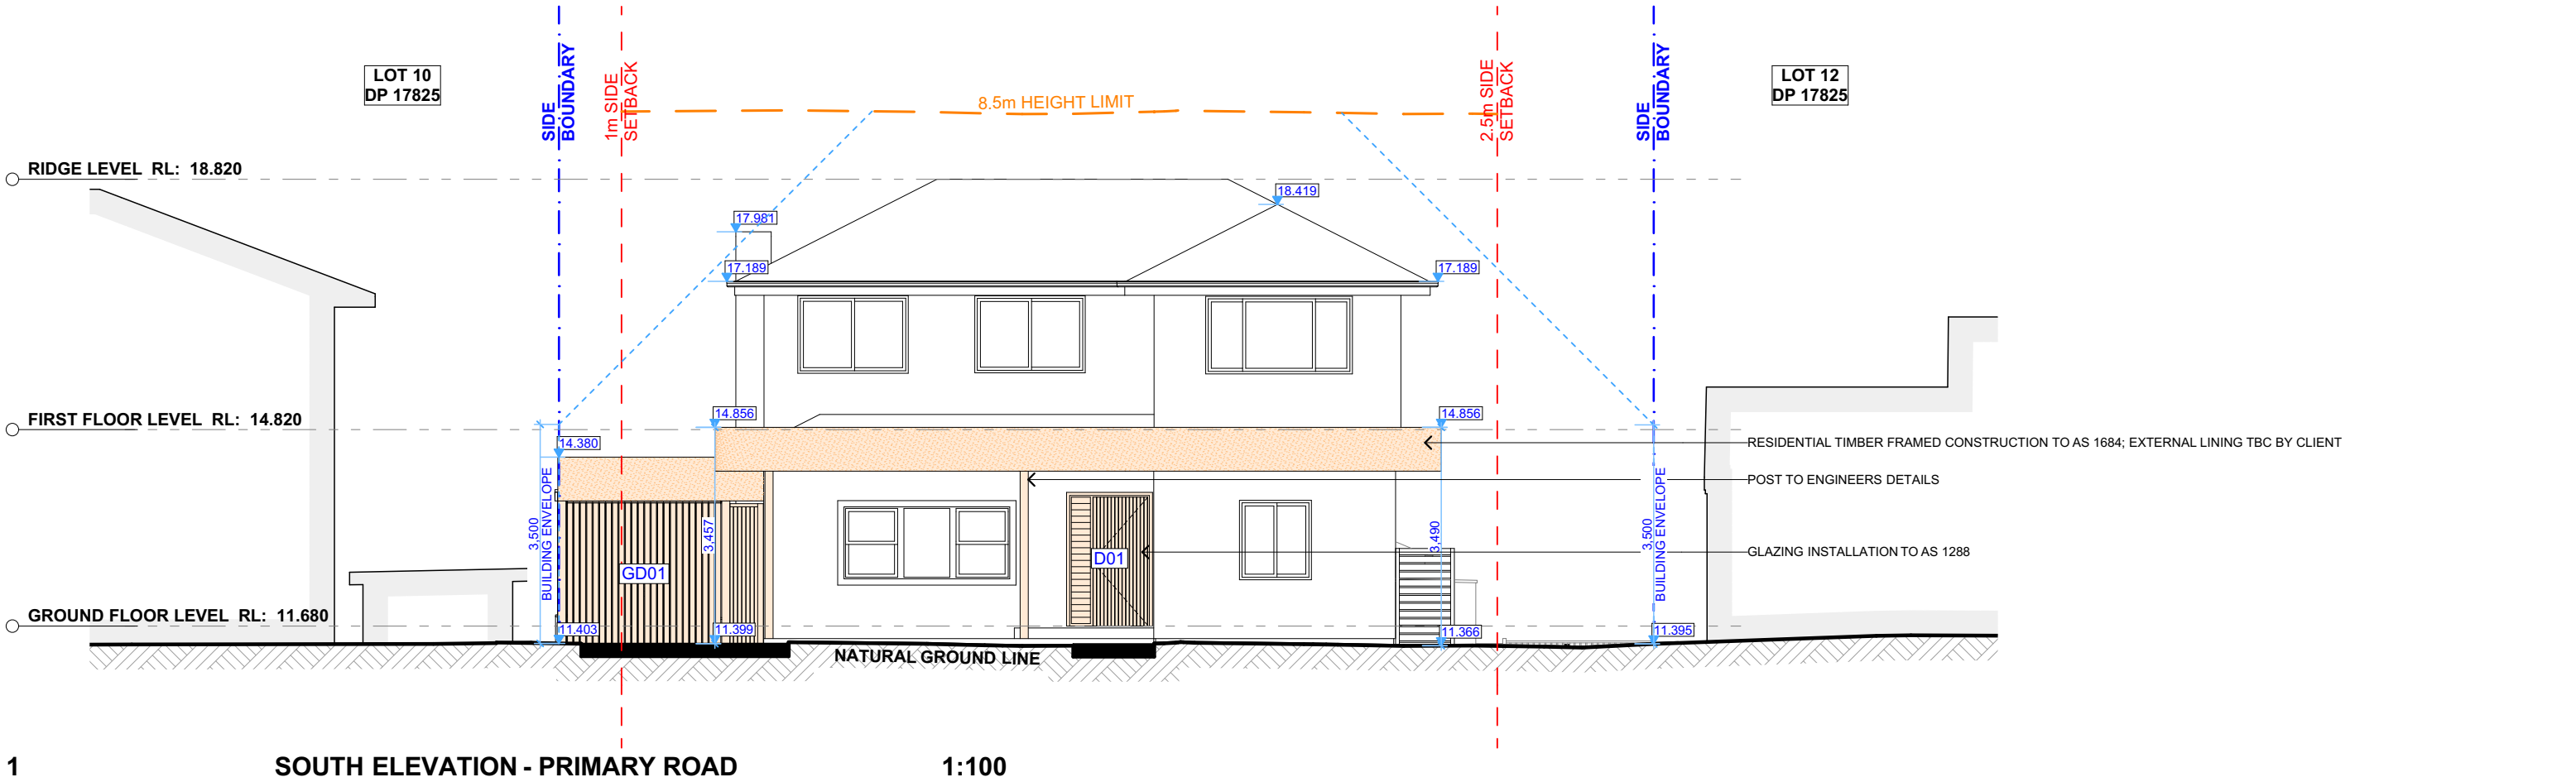 LOT 10
DP 17825
SIDE
BOUNDARY
1m SIDE
SETBACK
8.5m HEIGHT LIMIT
2.5m SIDE
SETBACK
SIDE
BOUNDARY
LOT 12
DP 17825
RIDGE LEVEL RL: 18.820
18.419
17.981
17.189
17.189
FIRST FLOOR LEVEL RL: 14.820
14.856
14.856
14.380
RESIDENTIAL TIMBER FRAMED CONSTRUCTION TO AS 1684; EXTERNAL LINING TBC BY CLIENT
POST TO ENGINEERS DETAILS
3,500
BUILDING ENVELOPE
3,457
3,490
3,500
BUILDING ENVELOPE
GLAZING INSTALLATION TO AS 1288
D01
GD01
GROUND FLOOR LEVEL RL: 11.680
11.403
11.399
11.366
11.395
NATURAL GROUND LINE
1
SOUTH ELEVATION - PRIMARY ROAD
1:100